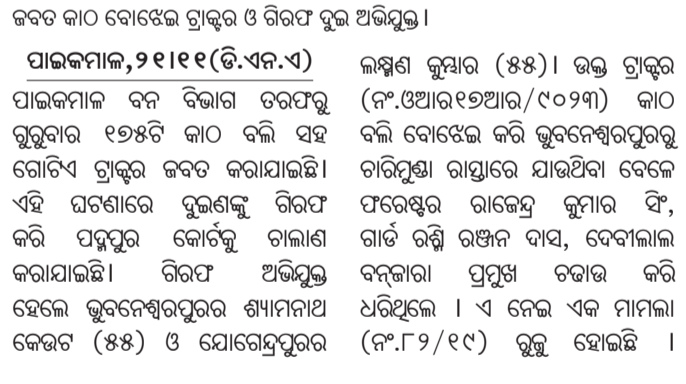 ଜବତ କାଠ ବୋଝେଇ ଟ୍ରାକ୍ଟର ଓ ଗିରଫ ଦୁଇ ଅଭିଯୁକ୍ତ।
ପାଇକମାଳ,୨୧।୧୧(ଡି.ଏନ.ଏ)
ପାଇକମାଳ ବନ ବିଭାଗ ତରଫରୁ
ଗୁରୁବାର ୧୭୫ଟି କାଠ ବଲି ସହ
ଗୋଟିଏ ଟ୍ରାକ୍ଟର ଜବତ କରାଯାଇଛି।
ଏହି ଘଟଣାରେ ଦୁଇଣଙ୍କୁ ଗିରଫ
କରି ପଦ୍ମପୁର କୋର୍ଟକୁ ଚାଲାଣ
କରାଯାଇଛି। ଗିରଫ ଅଭିଯୁକ୍ତ
ହେଲେ ଭୁବନେଶ୍ୱରପୁରର ଶ୍ୟାମନାଥ
କେଉଟ (୫୫) ଓ ଯୋଗେନ୍ଦ୍ରପୁରର
ଲକ୍ଷ୍ମଣ କୁମ୍ଭାର (୫୫)। ଉକ୍ତ ଟ୍ରାକ୍ଟର
(ନଂ.ଓଆର୧୭ଆର/୯୦୨୩) କାଠ
ବଲି ବୋଝେଇ କରି ଭୁବନେଶ୍ୱରପୁରରୁ
ଚାରିମୁଣ୍ଡା ରାସ୍ତାରେ ଯାଉଥିବା ବେଳେ
ଫରେଷ୍ଟର ରାଜେନ୍ଦ୍ର କୁମାର ସିଂ,
ଗାର୍ଡ ରଶ୍ମି ରଞ୍ଜନ ଦାସ, ଦେବୀଲାଲ
ବନ୍‌ଜାରା ପ୍ରମୁଖ ଚଢାଉ କରି
ଧରିଥିଲେ । ଏ ନେଇ ଏକ ମାମଲା
(ନଂ.୮୨/୧୯) ରୁଜୁ ହୋଇଛି ।